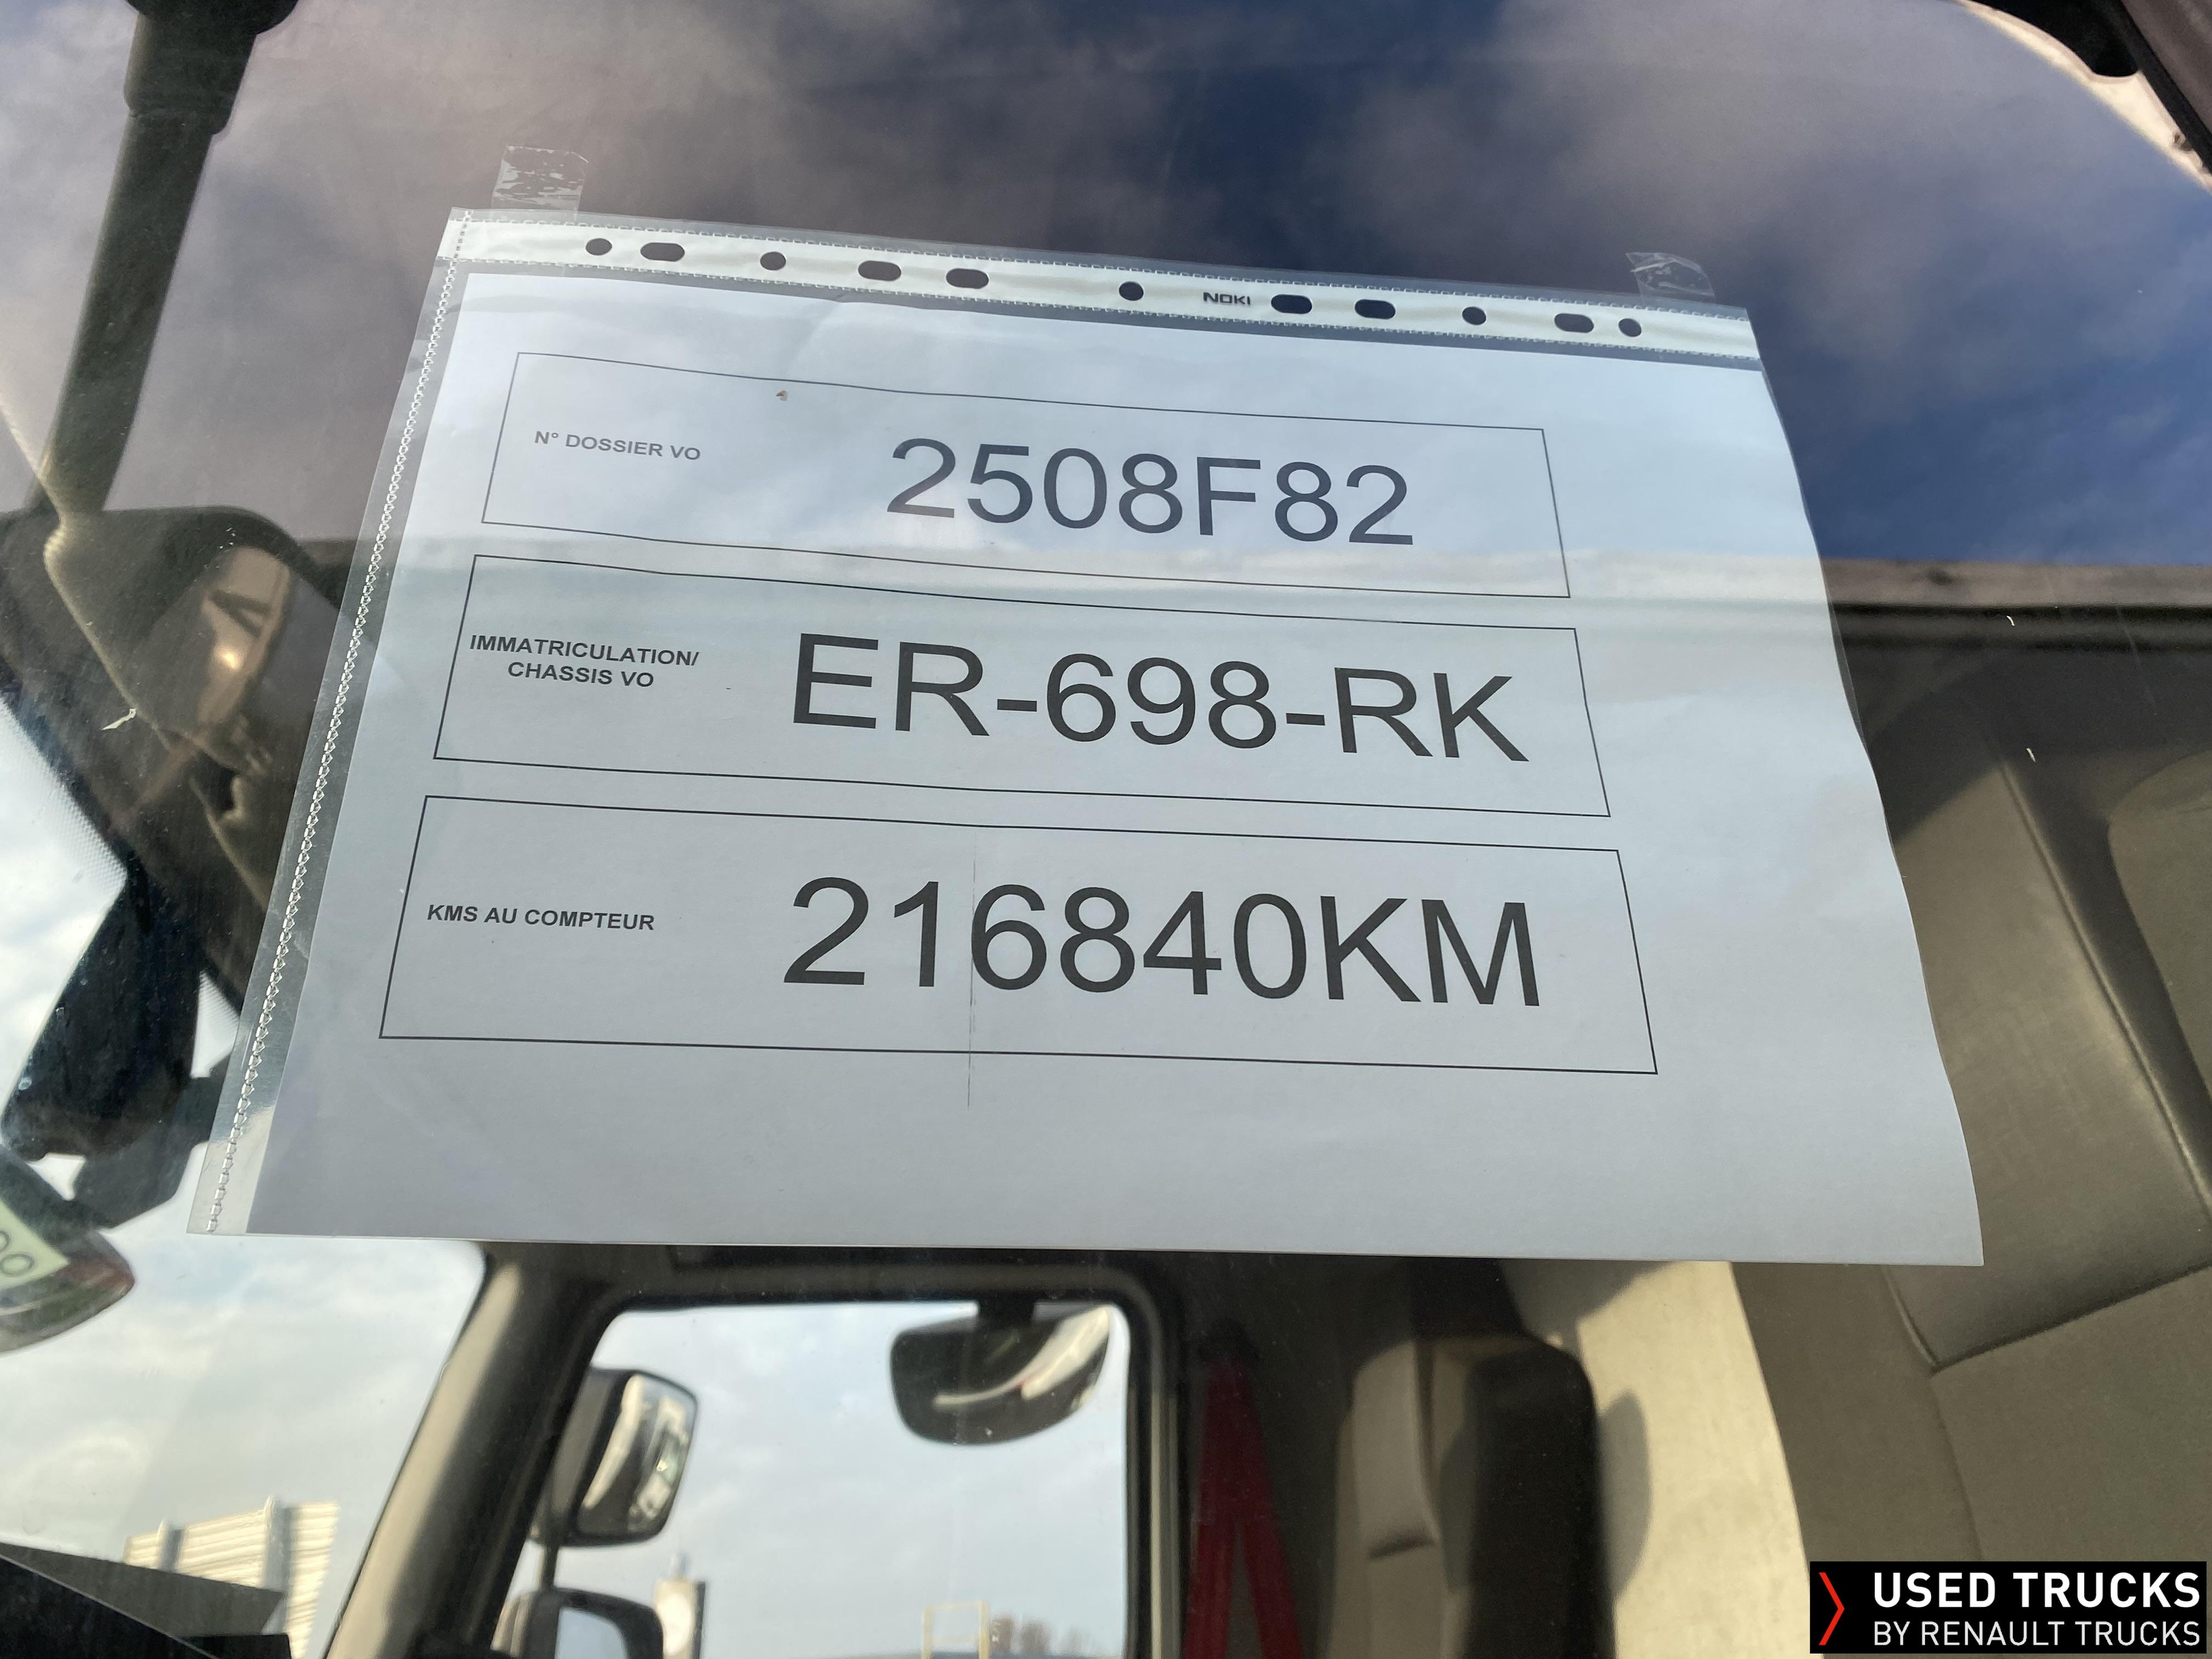 NOKI
N° DOSSIER VO
2508F82
IMMATRICULATION/
CHASSIS VO
ER-698-RK
KMS AU COMPTEUR
216840KM
USED TRUCKS
BY RENAULT TRUCKS